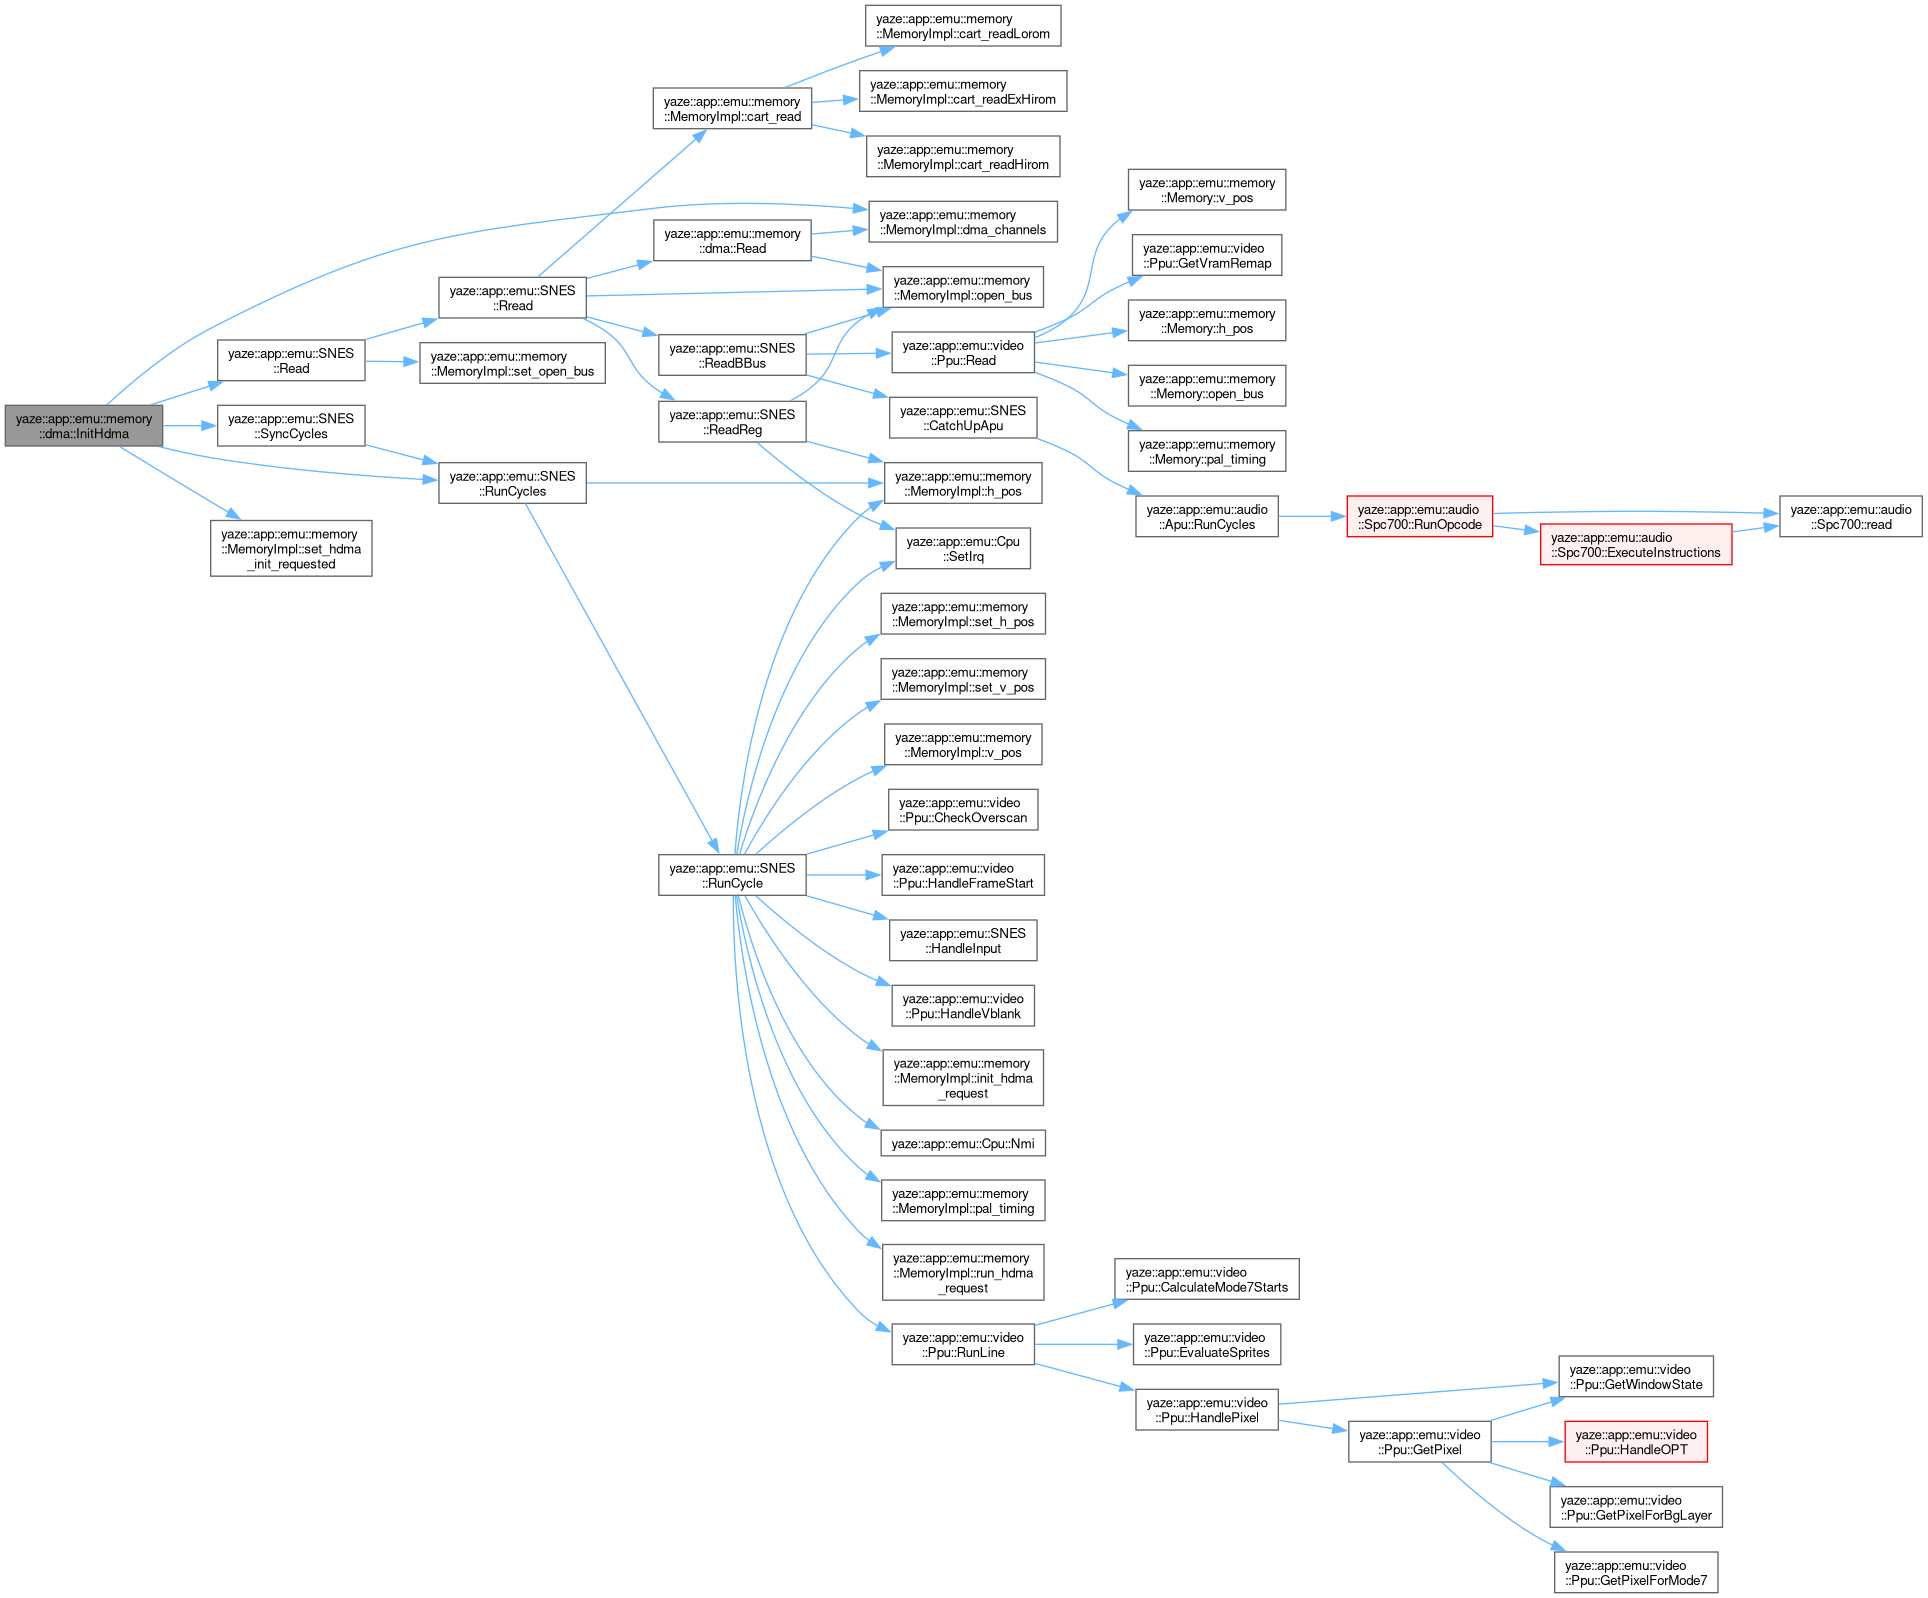 yaze::app::emu::memory
::dma::InitHdma
yaze::app::emu::SNES
::Read
yaze::app::emu::SNES
::SyncCycles
yaze::app::emu::memory
::MemoryImpl::set_hdma
_init_requested
yaze::app::emu::SNES
::Rread
yaze::app::emu::memory
::MemoryImpl::set_open_bus
yaze::app::emu::SNES
::RunCycles
yaze::app::emu::memory
::MemoryImpl::cart_read
yaze::app::emu::memory
::dma::Read
yaze::app::emu::SNES
::ReadBBus
yaze::app::emu::SNES
::ReadReg
yaze::app::emu::SNES
::RunCycle
yaze::app::emu::memory
::MemoryImpl::cart_readLorom
yaze::app::emu::memory
::MemoryImpl::cart_readExHirom
yaze::app::emu::memory
::MemoryImpl::cart_readHirom
yaze::app::emu::memory
::MemoryImpl::dma_channels
yaze::app::emu::memory
::MemoryImpl::open_bus
yaze::app::emu::video
::Ppu::Read
yaze::app::emu::SNES
::CatchUpApu
yaze::app::emu::memory
::MemoryImpl::h_pos
yaze::app::emu::Cpu
::SetIrq
yaze::app::emu::memory
::MemoryImpl::set_h_pos
yaze::app::emu::memory
::MemoryImpl::set_v_pos
yaze::app::emu::memory
::MemoryImpl::v_pos
yaze::app::emu::video
::Ppu::CheckOverscan
yaze::app::emu::video
::Ppu::HandleFrameStart
yaze::app::emu::SNES
::HandleInput
yaze::app::emu::video
::Ppu::HandleVblank
yaze::app::emu::memory
::MemoryImpl::init_hdma
_request
yaze::app::emu::Cpu::Nmi
yaze::app::emu::memory
::MemoryImpl::pal_timing
yaze::app::emu::memory
::MemoryImpl::run_hdma
_request
yaze::app::emu::video
::Ppu::RunLine
yaze::app::emu::memory
::Memory::v_pos
yaze::app::emu::video
::Ppu::GetVramRemap
yaze::app::emu::memory
::Memory::h_pos
yaze::app::emu::memory
::Memory::open_bus
yaze::app::emu::memory
::Memory::pal_timing
yaze::app::emu::audio
::Apu::RunCycles
yaze::app::emu::audio
::Spc700::RunOpcode
yaze::app::emu::audio
::Spc700::ExecuteInstructions
yaze::app::emu::audio
::Spc700::read
yaze::app::emu::video
::Ppu::CalculateMode7Starts
yaze::app::emu::video
::Ppu::EvaluateSprites
yaze::app::emu::video
::Ppu::HandlePixel
yaze::app::emu::video
::Ppu::GetPixel
yaze::app::emu::video
::Ppu::GetWindowState
yaze::app::emu::video
::Ppu::HandleOPT
yaze::app::emu::video
::Ppu::GetPixelForBgLayer
yaze::app::emu::video
::Ppu::GetPixelForMode7